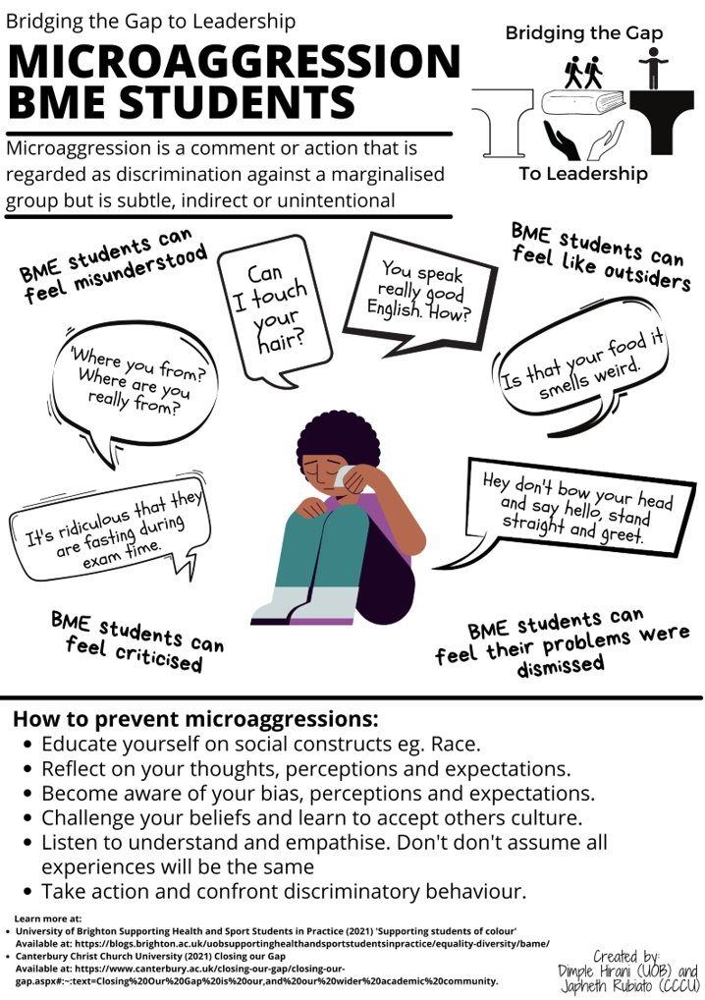 Bridging the Gap to Leadership
MICROAGGRESSION
BME STUDENTS
Bridging the Gap
To Leadership
Microaggression is a comment or action that is
regarded as discrimination against a marginalised
group but is subtle, indirect or unintentional
BME students can
feel misunderstood
Can
I touch
your
hair?
You speak
really good
English. How?
BME students can
feel like outsiders
'Where you from?
Where are you
really from?
Is that your food it
smells weird.
It's ridiculous that they
are fasting during
exam time.
Hey don't bow your head
and say hello, stand
straight and greet.
BME students can
feel criticised
BME students can
feel their problems were
dismissed
How to prevent microaggressions:
• Educate yourself on social constructs eg. Race.
• Reflect on your thoughts, perceptions and expectations.
• Become aware of your bias, perceptions and expectations.
• Challenge your beliefs and learn to accept others culture.
• Listen to understand and empathise. Don't don't assume all
experiences will be the same
• Take action and confront discriminatory behaviour.
Learn more at:
• University of Brighton Supporting Health and Sport Students in Practice (2021) 'Supporting students of colour'
Available at: https://blogs.brighton.ac.uk/uobsupportinghealthandsportstudentsinpractice/equality-diversity/bame/
• Canterbury Christ Church University (2021) Closing our Gap
Available at: https://www.canterbury.ac.uk/closing-our-gap/closing-our-
gap.aspx#:~:text=Closing%20Our%20Gap%20is%20our,and%20our%20wider%20academic%20community.
Created by:
Dimple Hirani (UOB) and
Japheth Rubiato (CCCU)